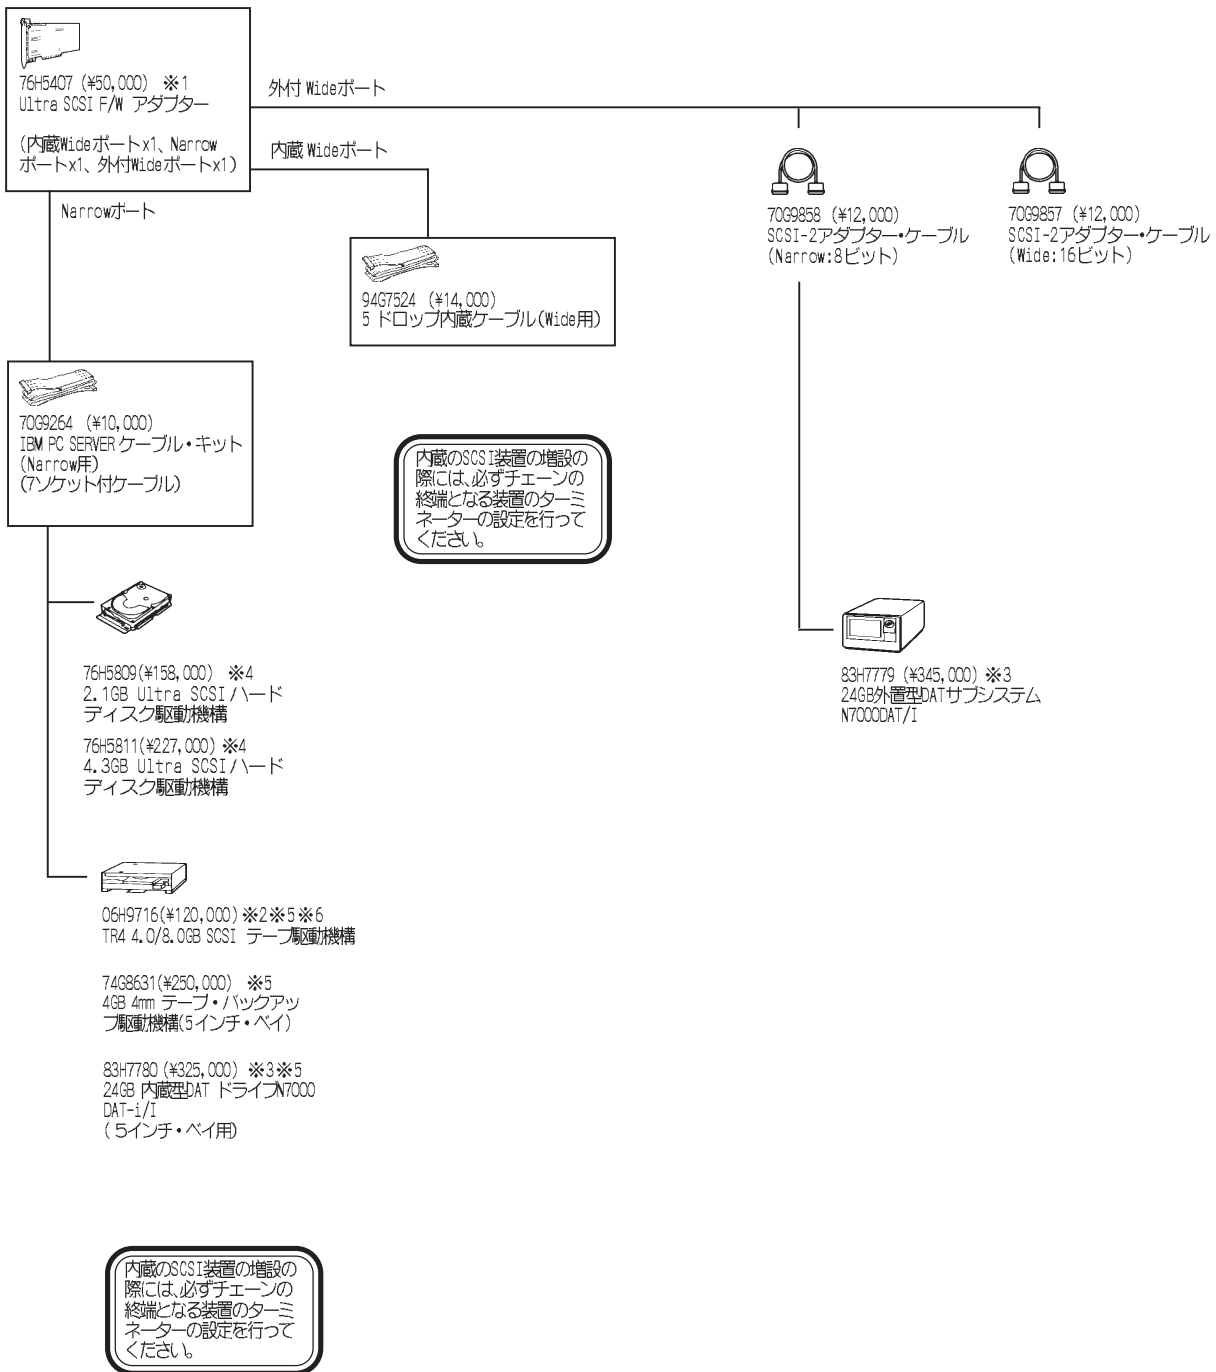 76H5407 (¥50,000) ※1
Ultra SCSI F/W アダプター
(内蔵Wideポートx1、Narrow
ポートx1、外付Wideポートx1)
外付 Wideポート
内蔵 Wideポート
Narrowポート
94G7524 (¥14,000)
5 ドロップ内蔵ケーブル(Wide用)
70G9858 (¥12,000)
SCSI-2アダプター・ケーブル
(Narrow:8ビット)
70G9857 (¥12,000)
SCSI-2アダプター・ケーブル
(Wide:16ビット)
70G9264 (¥10,000)
IBM PC SERVER ケーブル・キット
(Narrow用)
(7ソケット付ケーブル)
内蔵のSCSI装置の増設の
際には、必ずチェーンの
終端となる装置のターミ
ネーターの設定を行って
ください。
76H5809(¥158,000) ※4
2.1GB Ultra SCSIハード
ディスク駆動機構
76H5811(¥227,000) ※4
4.3GB Ultra SCSIハード
ディスク駆動機構
83H7779 (¥345,000) ※3
24GB外置型DATサブシステム
N7000DAT/I
06H9716(¥120,000)※2※5※6
TR4 4.0/8.0GB SCSI テープ駆動機構
74G8631(¥250,000) ※5
4GB 4mm テープ・バックアッ
プ駆動機構(5インチ・ベイ)
83H7780 (¥325,000) ※3※5
24GB 内蔵型DAT ドライブN7000
DAT-i/I
(5インチ・ベイ用)
内蔵のSCSI装置の増設の
際には、必ずチェーンの
終端となる装置のターミ
ネーターの設定を行って
ください。